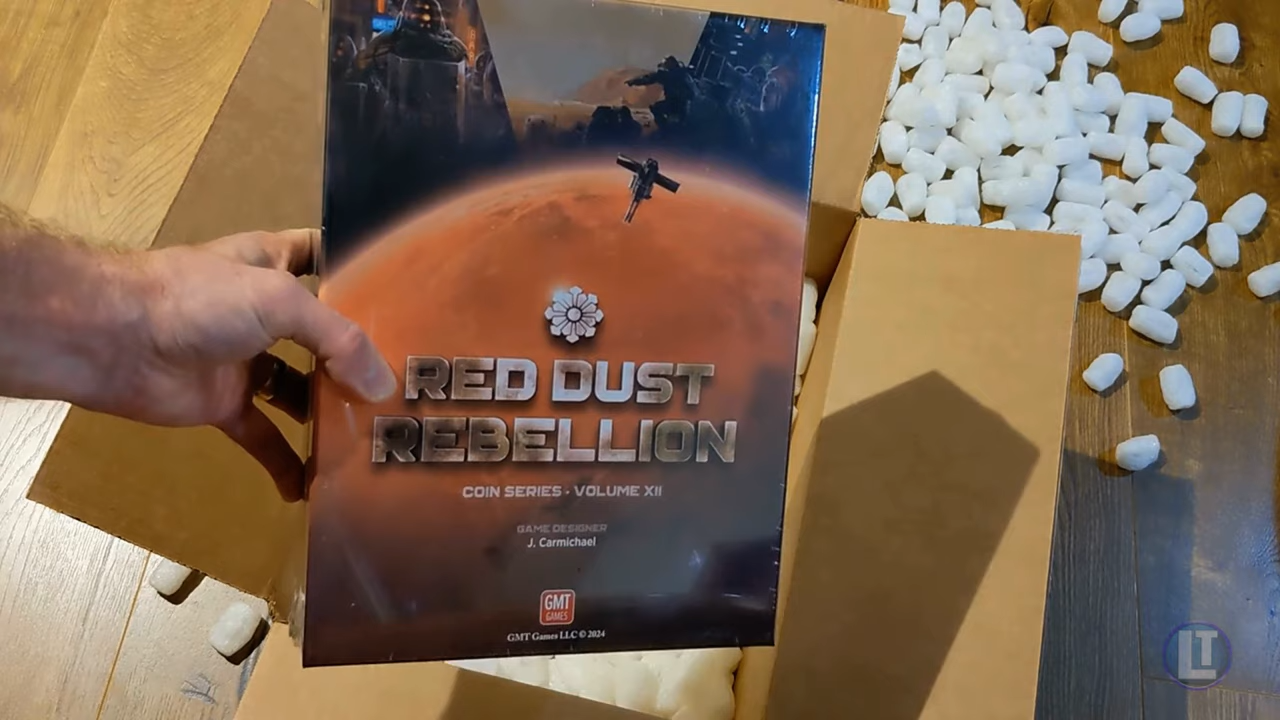 RED DUST
REBELLION
COIN SERIES · VOLUME XII
GAME DESIGNER
J. Carmichael
GMT
GAMES
GMT Games LLC © 2024
LT